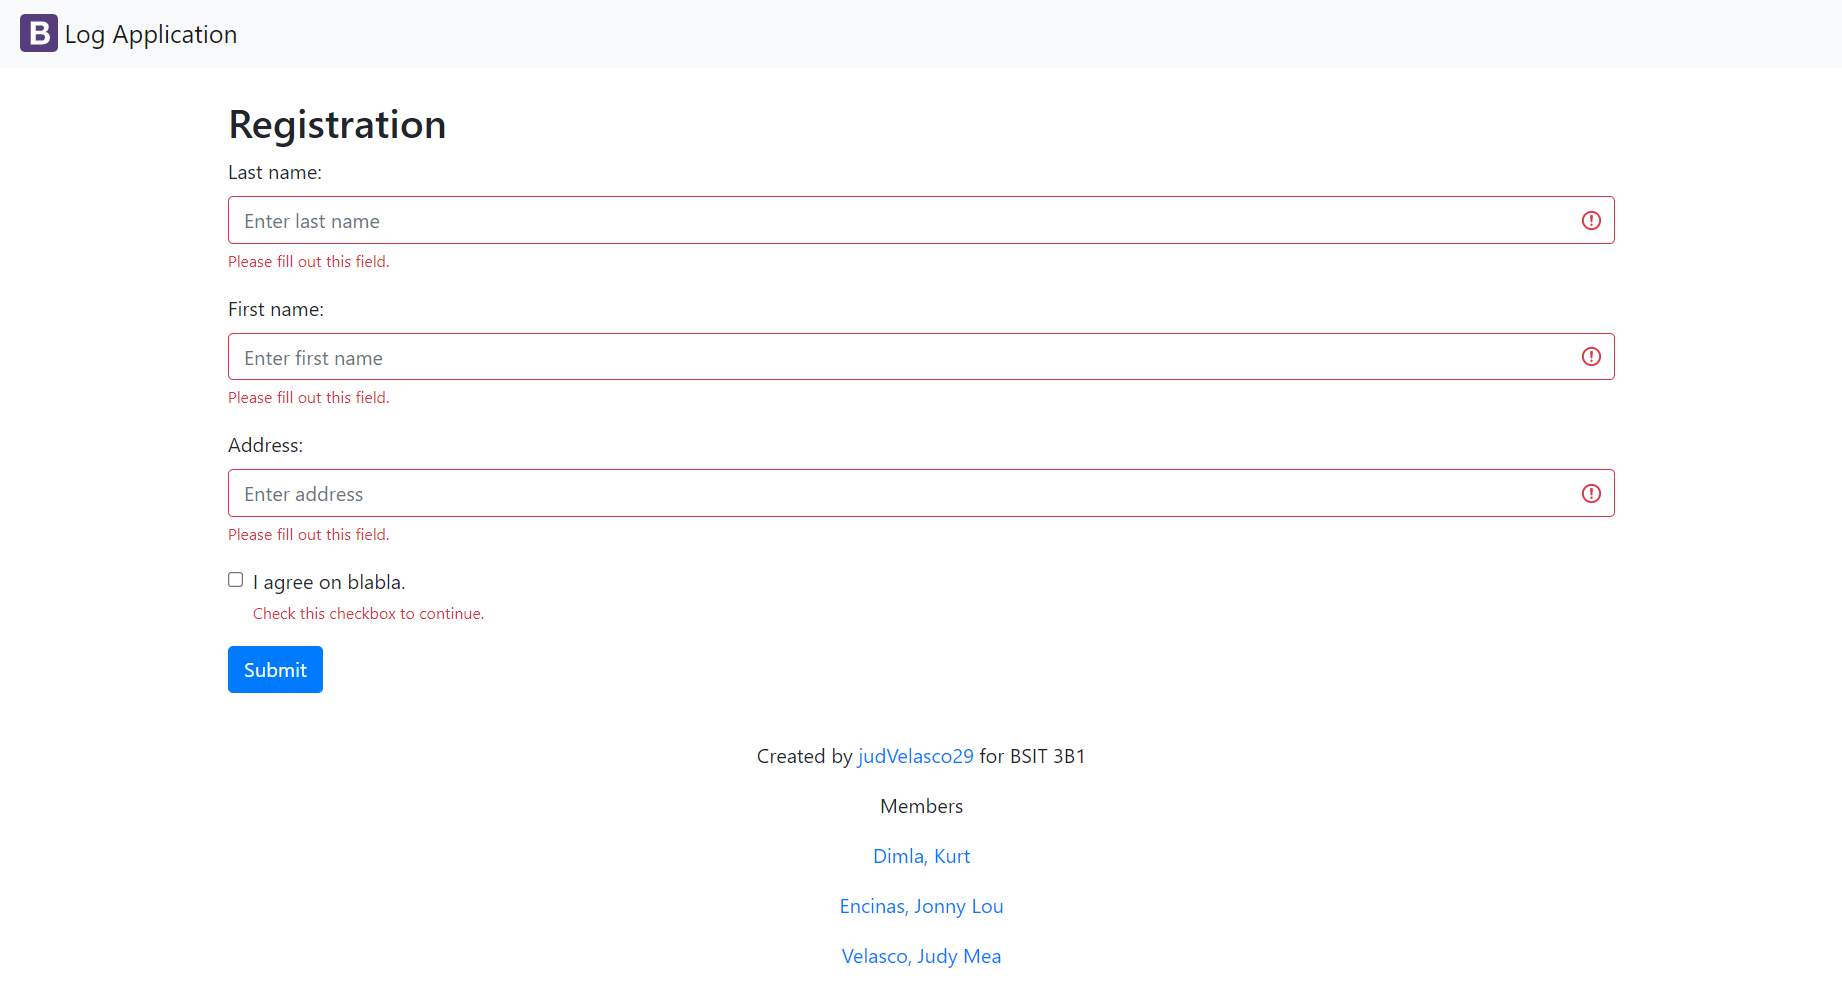 B Log Application
Registration
Last name:
Enter last name
Please fill out this field.
First name:
Enter first name
Please fill out this field.
Address:
Enter address
Please fill out this field.
I agree on blabla.
Check this checkbox to continue.
Submit
Created by judVelasco29 for BSIT 3B1
Members
Dimla, Kurt
Encinas, Jonny Lou
Velasco, Judy Mea